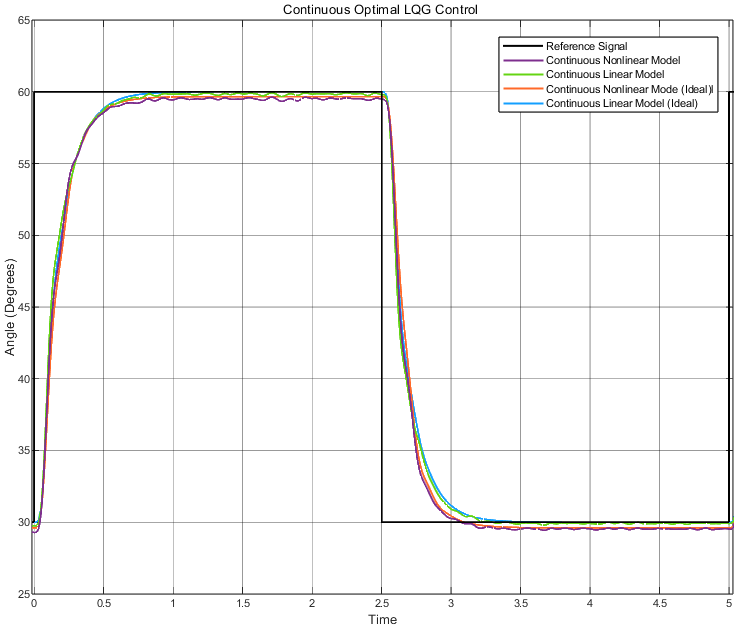 Continuous Optimal LQG Control
Reference Signal
Continuous Nonlinear Model
Continuous Linear Model
Continuous Nonlinear Mode (Ideal)l
Continuous Linear Model (Ideal)
Angle (Degrees)
65
60
55
50
45
40
35
30
25
0 0.5 1 1.5 2 2.5 3 3.5 4 4.5 5
Time